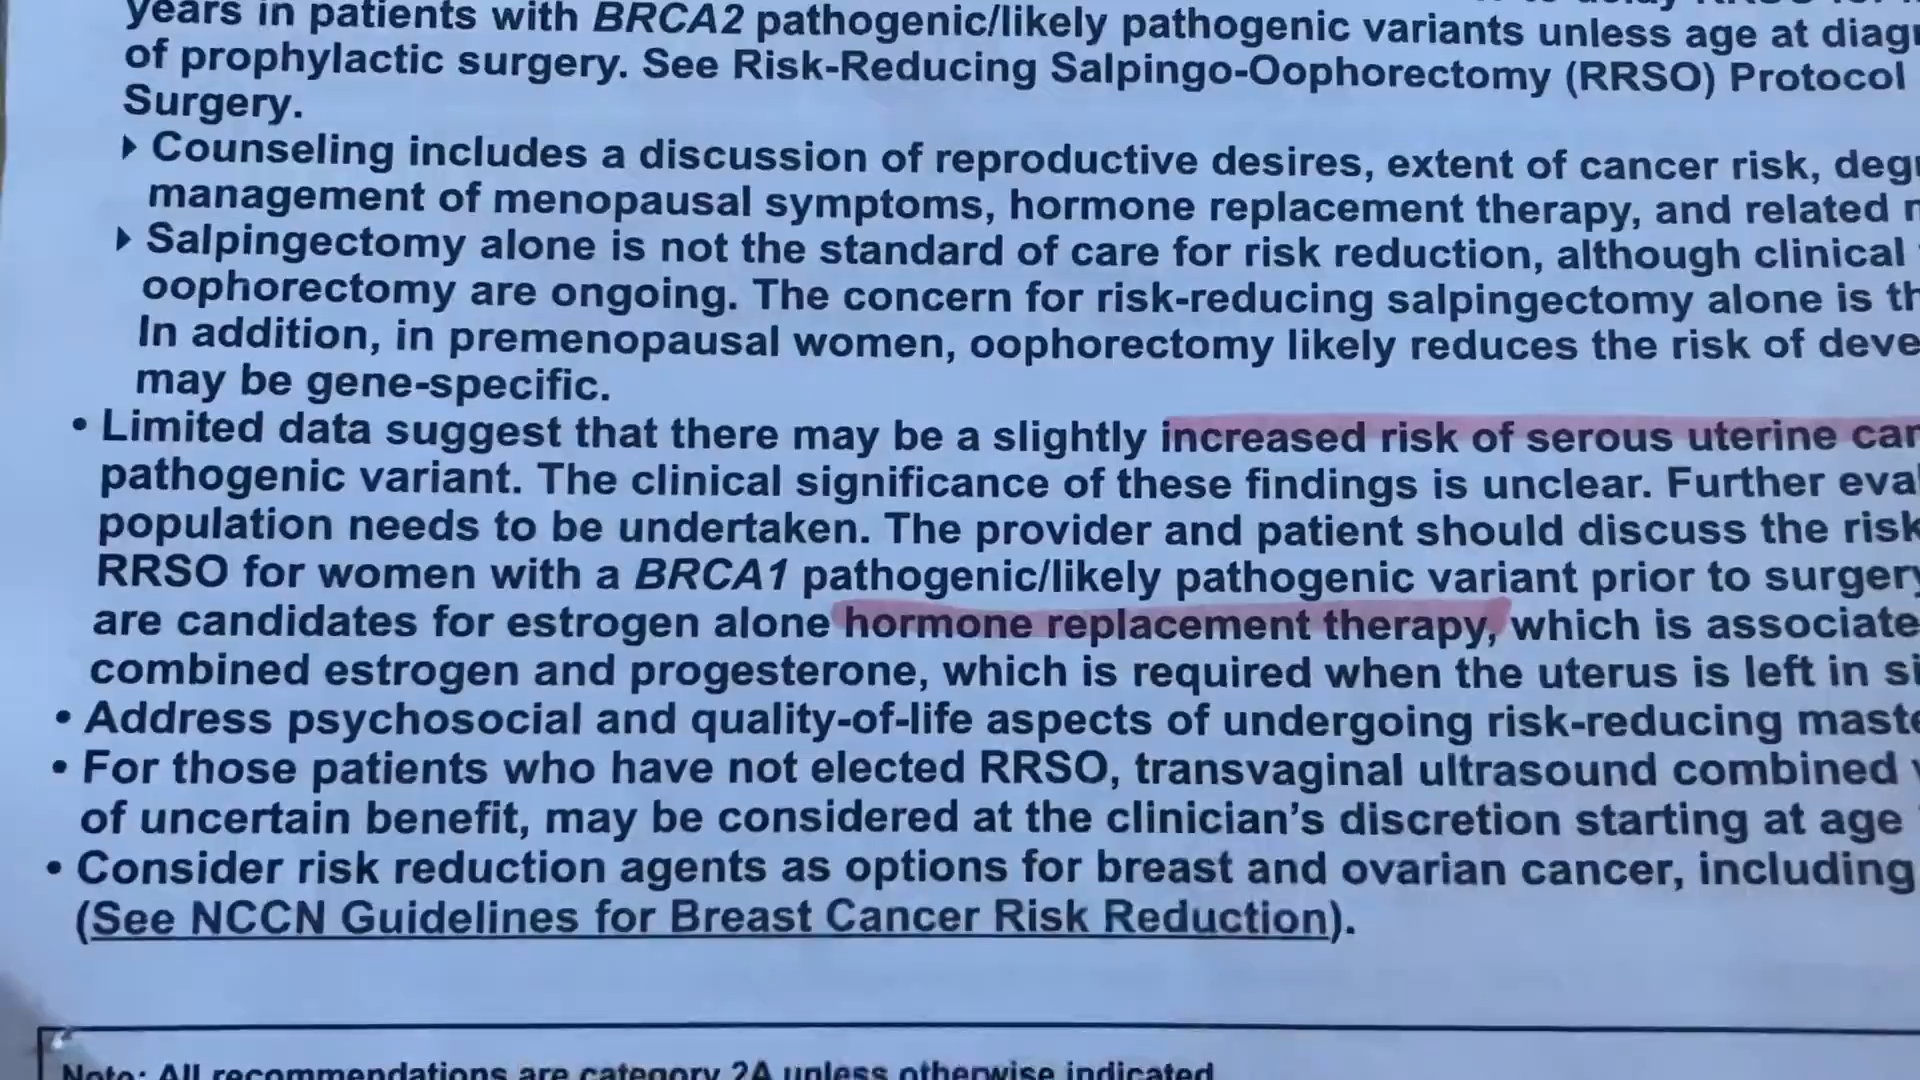 years in patients with BRCA2 pathogenic/likely pathogenic variants unless age at
of prophylactic surgery. See Risk-Reducing Salpingo-Oophorectomy (RRSO) Protocol
Surgery.
Counseling includes a discussion of reproductive desires, extent of cancer risk,
management of menopausal symptoms, hormone replacement therapy, and related
Salpingectomy alone is not the standard of care for risk reduction, although clinical
oophorectomy are ongoing. The concern for risk-reducing salpingectomy alone is
In addition, in premenopausal women, oophorectomy likely reduces the risk of
may be gene-specific.
• Limited data suggest that there may be a slightly increased risk of serous uterine
pathogenic variant. The clinical significance of these findings is unclear. Further
population needs to be undertaken. The provider and patient should discuss the
RRSO for women with a BRCA1 pathogenic/likely pathogenic variant prior to surgery
are candidates for estrogen alone hormone replacement therapy, which is
combined estrogen and progesterone, which is required when the uterus is left in
• Address psychosocial and quality-of-life aspects of undergoing risk-reducing
• For those patients who have not elected RRSO, transvaginal ultrasound combined
of uncertain benefit, may be considered at the clinician's discretion starting at age
• Consider risk reduction agents as options for breast and ovarian cancer, including
(See NCCN Guidelines for Breast Cancer Risk Reduction).
Note: All recommendations are category 2A unless otherwise indicated